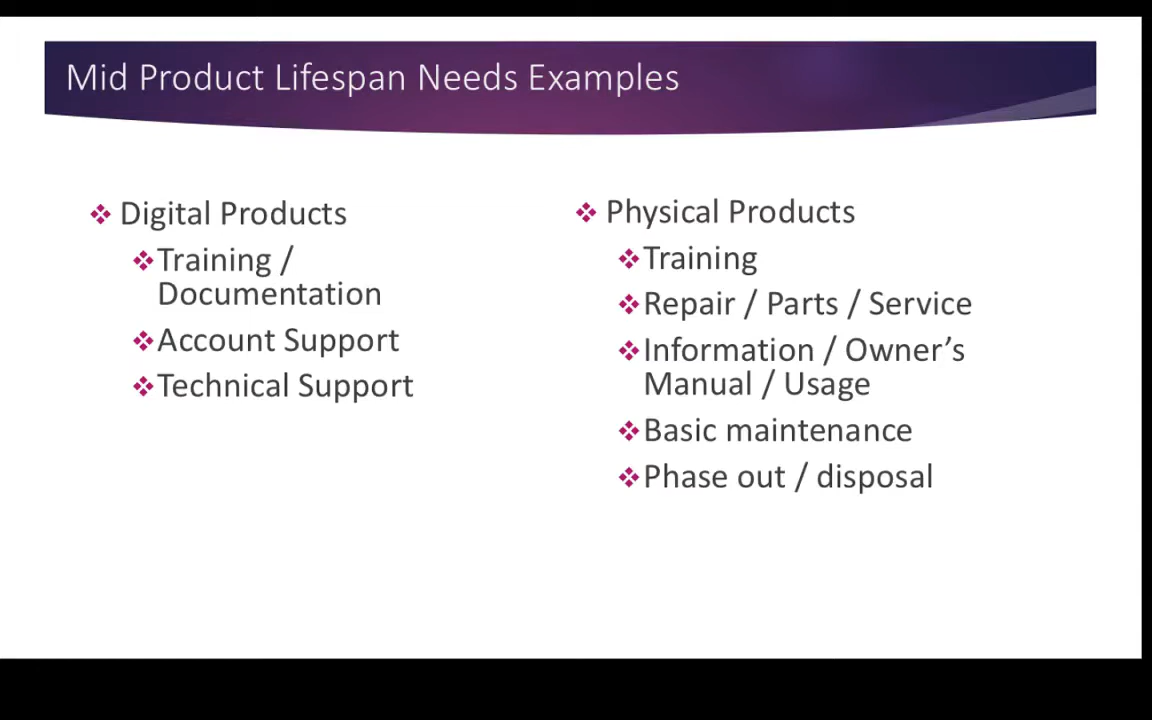 Mid Product Lifespan Needs Examples
Digital Products
Training /
Documentation
Account Support
Technical Support
Physical Products
Training
Repair / Parts / Service
Information / Owner’s
Manual / Usage
Basic maintenance
Phase out / disposal